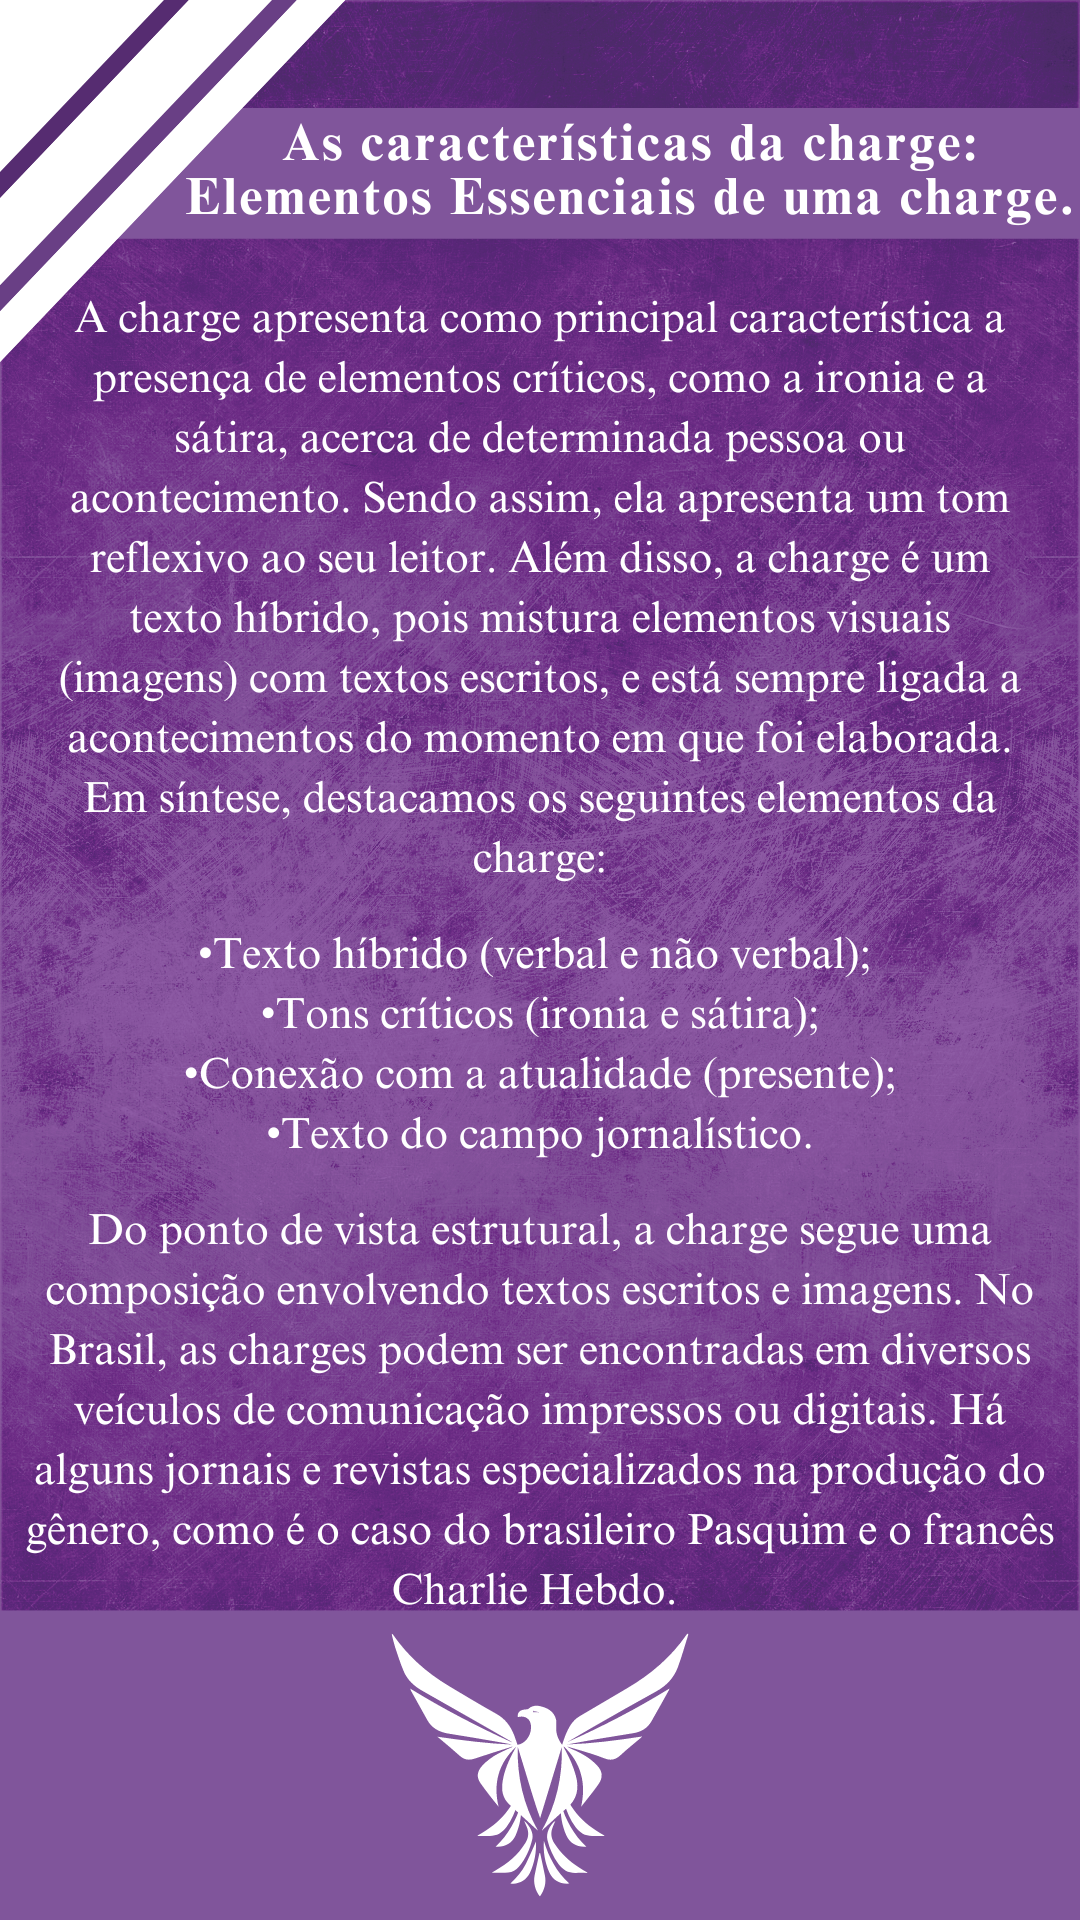 As características da charge:
Elementos Essenciais de uma charge.
A charge apresenta como principal característica a
presença de elementos críticos, como a ironia e a
sátira, acerca de determinada pessoa ou
acontecimento. Sendo assim, ela apresenta um tom
reflexivo ao seu leitor. Além disso, a charge é um
texto híbrido, pois mistura elementos visuais
(imagens) com textos escritos, e está sempre ligada a
acontecimentos do momento em que foi elaborada.
Em síntese, destacamos os seguintes elementos da
charge:
•Texto híbrido (verbal e não verbal);
•Tons críticos (ironia e sátira);
•Conexão com a atualidade (presente);
•Texto do campo jornalístico.
Do ponto de vista estrutural, a charge segue uma
composição envolvendo textos escritos e imagens. No
Brasil, as charges podem ser encontradas em diversos
veículos de comunicação impressos ou digitais. Há
alguns jornais e revistas especializados na produção do
gênero, como é o caso do brasileiro Pasquim e o francês
Charlie Hebdo.